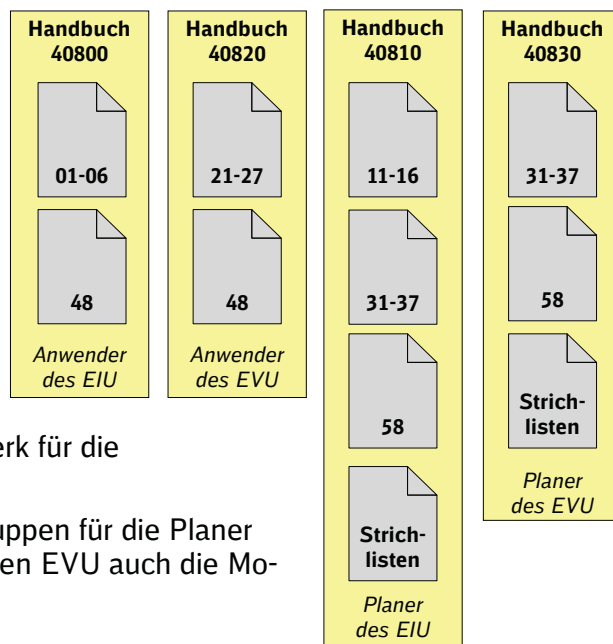 Handbuch
40800
01-06
48
Anwender
des EIU
Handbuch
40820
21-27
48
Anwender
des EVU
Handbuch
40810
11-16
31-37
58
Strich-
listen
Planer
des EIU
Handbuch
40830
31-37
58
Strich-
listen
Planer
des EVU
erk für die
uppen für die Planer
en EVU auch die Mo-